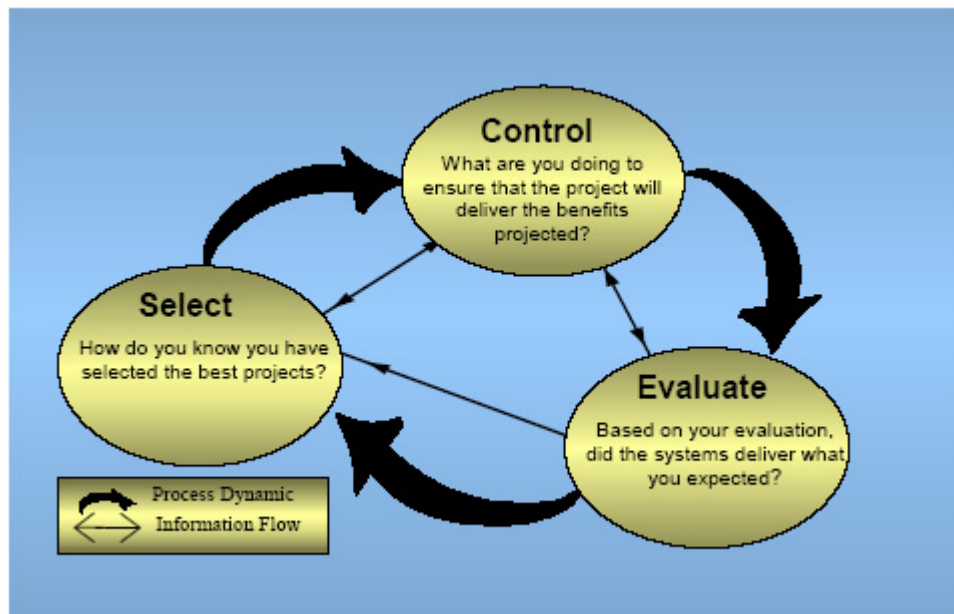 Control
What are you doing to
ensure that the project will
deliver the benefits
projected?
Select
How do you know you have
selected the best projects?
Evaluate
Based on your evaluation,
did the systems deliver what
you expected?
Process Dynamic
Information Flow